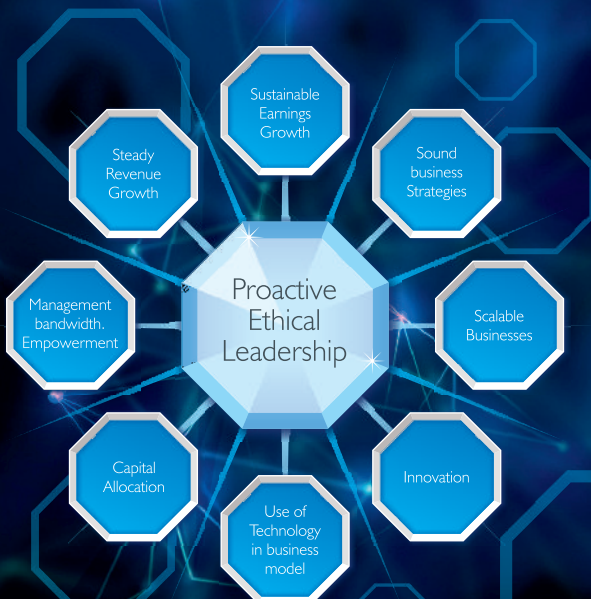 Sustainable
Earnings
Growth
Steady
Revenue
Growth
Sound
business
Strategies
Proactive
Ethical
Leadership
Management
bandwidth.
Empowerment
Scalable
Businesses
Capital
Allocation
Innovation
Use of
Technology
in business
model